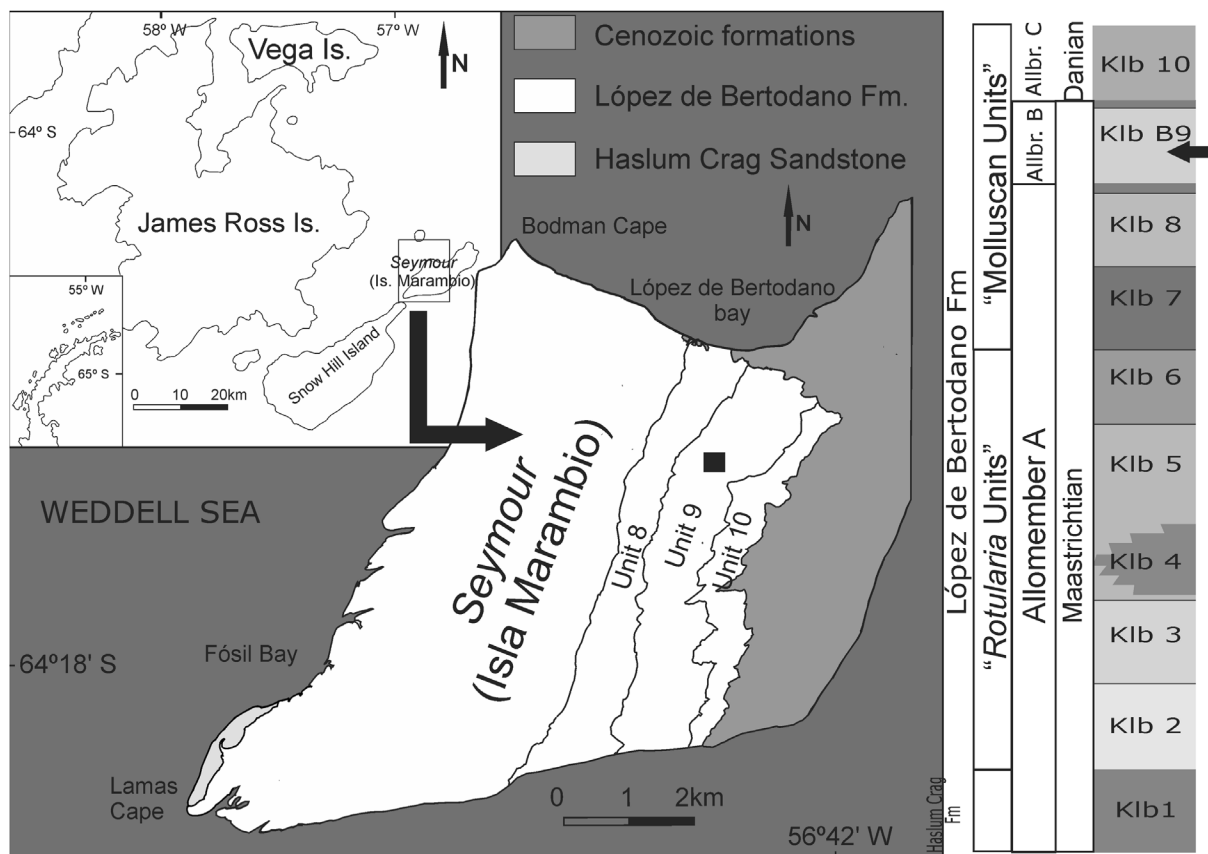 58º W
57º W
Vega Is.
N
64º S
James Ross Is.
Seymour
(Is. Marambio)
55º W
65º S
0 10 20km
Snow Hill Island
Cenozoic formations
López de Bertodano Fm.
Haslum Crag Sandstone
N
Bodman Cape
López de Bertodano
bay
WEDDELL SEA
Seymour
(Isla Marambio)
Unit 8
Unit 9
Unit 10
Fósil Bay
64º18' S
Lamas
Cape
0 1 2km
56º42' W
López de Bertodano Fm
Haslum Crag
Fm
"Molluscan Units"
"Rotularia Units"
Allbr. C
Allbr. B
Allomember A
Danian
Maastrichtian
Klb 10
Klb B9
Klb 8
Klb 7
Klb 6
Klb 5
Klb 4
Klb 3
Klb 2
Klb1